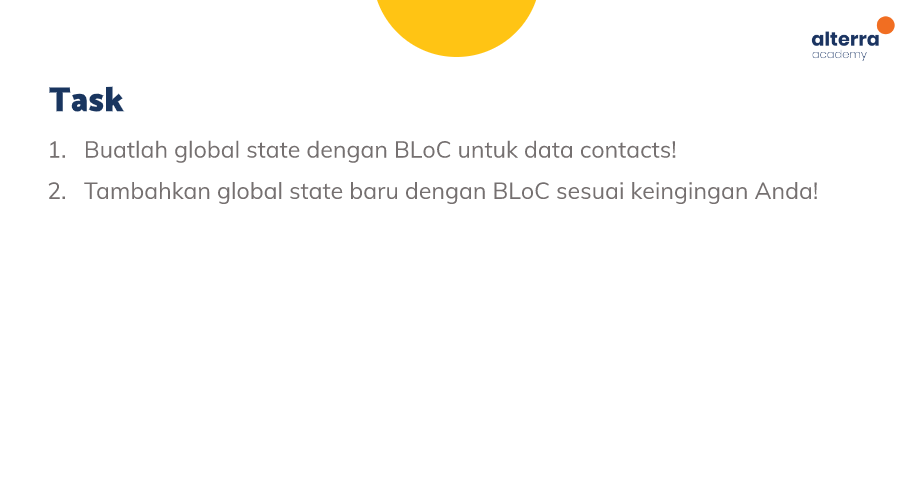 alterra
academy
Task
1. Buatlah global state dengan BLoC untuk data contacts!
2. Tambahkan global state baru dengan BLoC sesuai keingingan Anda!